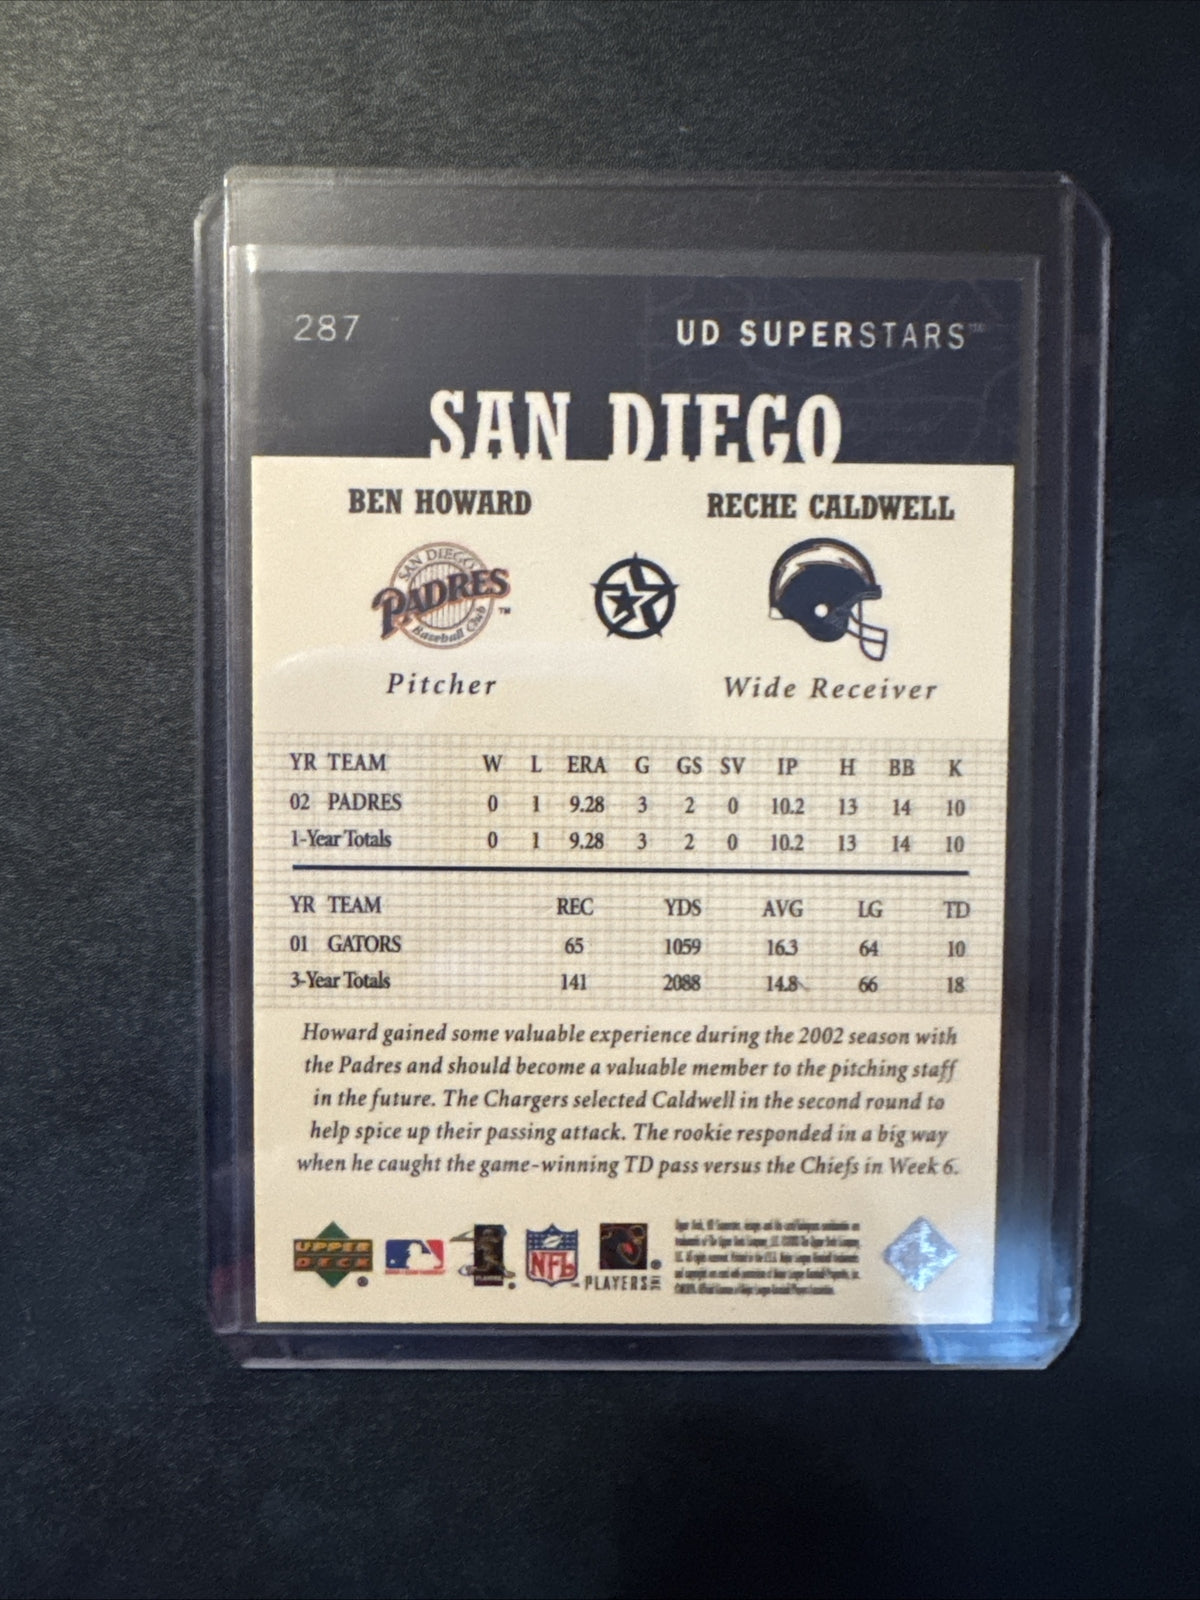 287 UD SUPERSTARS™
SAN DIEGO
BEN HOWARD RECHE CALDWELL
SAN DIEGO
PADRES™
Baseball Club
Pitcher Wide Receiver
YR TEAM W L ERA G GS SV IP H BB K
02 PADRES 0 1 9.28 3 2 0 10.2 13 14 10
1-Year Totals 0 1 9.28 3 2 0 10.2 13 14 10
YR TEAM REC YDS AVG LG TD
01 GATORS 65 1059 16.3 64 10
3-Year Totals 141 2088 14.8 66 18
Howard gained some valuable experience during the 2002 season with
the Padres and should become a valuable member to the pitching staff
in the future. The Chargers selected Caldwell in the second round to
help spice up their passing attack. The rookie responded in a big way
when he caught the game-winning TD pass versus the Chiefs in Week 6.
UPPER
DECK®
NFL
PLAYERS